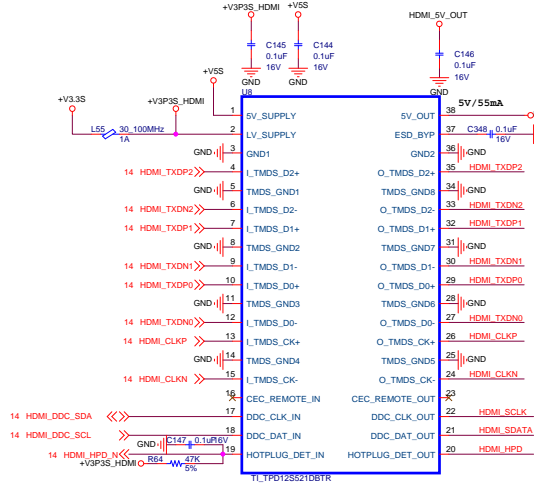 +V3P3S_HDMI
+V5S
HDMI_5V_OUT
C145
0.1uF
16V
C144
0.1uF
16V
C146
0.1uF
16V
GND
GND
GND
+V5S
U8
5V/55mA
+V3.3S
+V3P3S_HDMI
1 5V_SUPPLY 5V_OUT 38
L55 30_100MHz
1A
2 LV_SUPPLY ESD_BYP 37 C348 0.1uF
16V
GND 3 GND1 GND2 36 GND
14 HDMI_TXDP2 4 I_TMDS_D2+ O_TMDS_D2+ 35 HDMI_TXDP2
GND 5 TMDS_GND1 TMDS_GND8 34 GND
14 HDMI_TXDN2 6 I_TMDS_D2- O_TMDS_D2- 33 HDMI_TXDN2
14 HDMI_TXDP1 7 I_TMDS_D1+ O_TMDS_D1+ 32 HDMI_TXDP1
GND 8 TMDS_GND2 TMDS_GND7 31 GND
14 HDMI_TXDN1 9 I_TMDS_D1- O_TMDS_D1- 30 HDMI_TXDN1
14 HDMI_TXDP0 10 I_TMDS_D0+ O_TMDS_D0+ 29 HDMI_TXDP0
GND 11 TMDS_GND3 TMDS_GND6 28 GND
14 HDMI_TXDN0 12 I_TMDS_D0- O_TMDS_D0- 27 HDMI_TXDN0
14 HDMI_CLKP 13 I_TMDS_CK+ O_TMDS_CK+ 26 HDMI_CLKP
GND 14 TMDS_GND4 TMDS_GND5 25 GND
14 HDMI_CLKN 15 I_TMDS_CK- O_TMDS_CK- 24 HDMI_CLKN
16 CEC_REMOTE_IN CEC_REMOTE_OUT 23
14 HDMI_DDC_SDA 17 DDC_CLK_IN DDC_CLK_OUT 22 HDMI_SCLK
14 HDMI_DDC_SCL 18 DDC_DAT_IN DDC_DAT_OUT 21 HDMI_SDATA
GND C147 0.1uF 16V
14 HDMI_HPD_N 19 HOTPLUG_DET_IN HOTPLUG_DET_OUT 20 HDMI_HPD
+V3P3S_HDMI R64 47K
5%
TI_TPD12S521DBTR